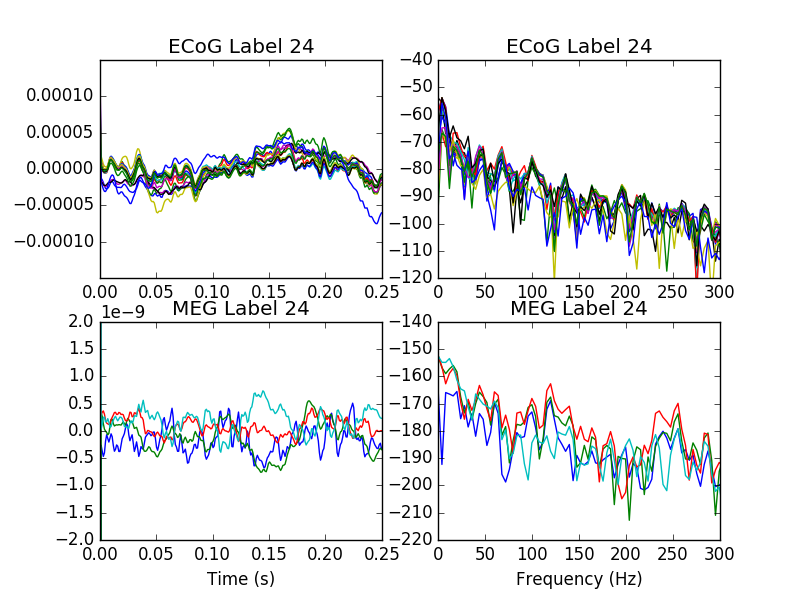 ECoG Label 24
0.00010
0.00005
0.00000
−0.00005
−0.00010
0.00 0.05 0.10 0.15 0.20 0.25
ECoG Label 24
−40
−50
−60
−70
−80
−90
−100
−110
−120
0 50 100 150 200 250 300
1e−9
MEG Label 24
2.0
1.5
1.0
0.5
0.0
−0.5
−1.0
−1.5
−2.0
0.00 0.05 0.10 0.15 0.20 0.25
Time (s)
MEG Label 24
−140
−150
−160
−170
−180
−190
−200
−210
−220
0 50 100 150 200 250 300
Frequency (Hz)